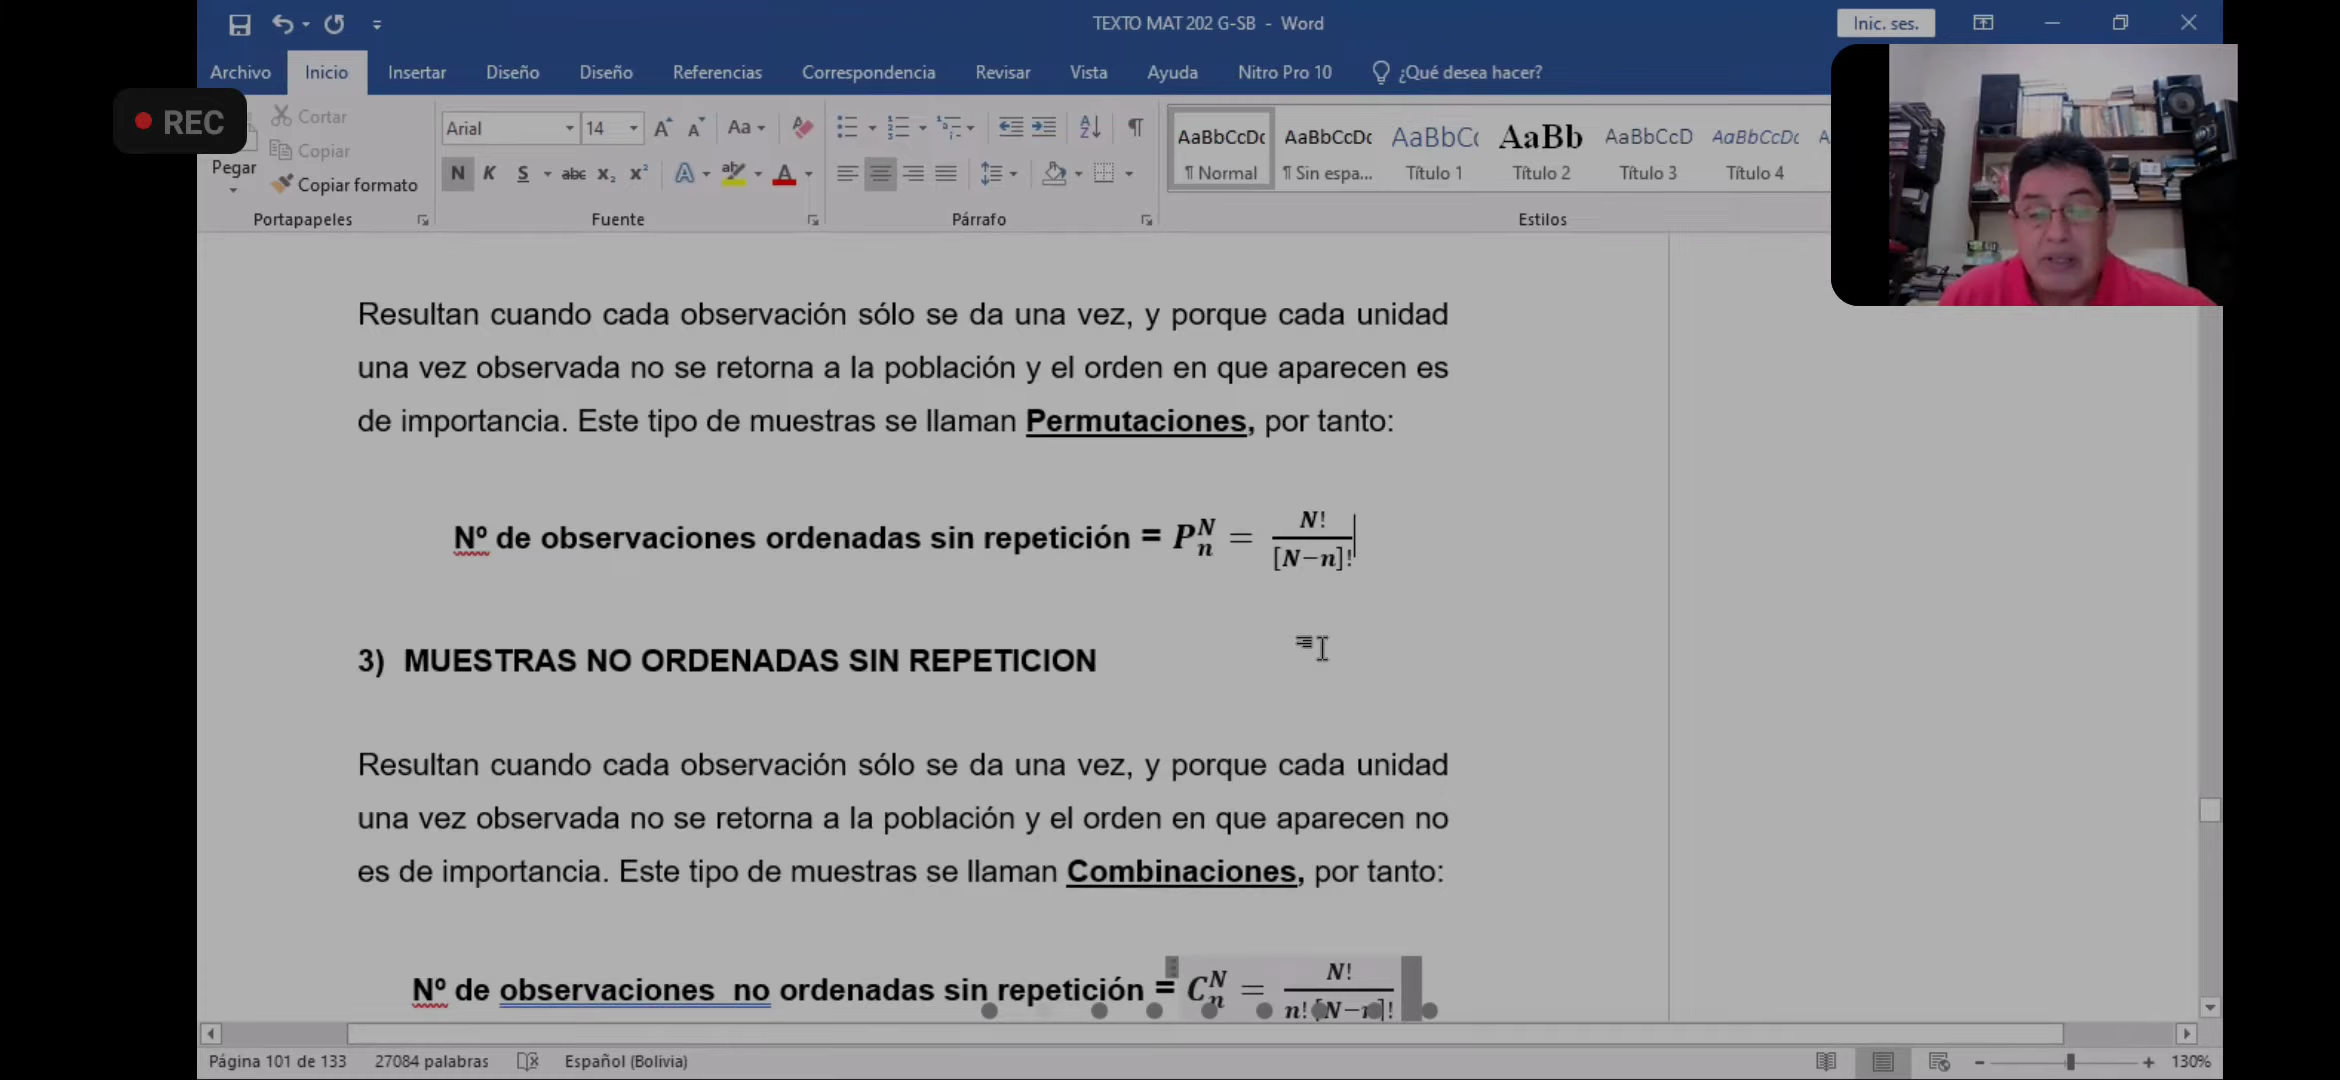 TEXTO MAT 202 G-SB - Word
Inic. ses.
Archivo Inicio Insertar Diseño Diseño Referencias Correspondencia Revisar Vista Ayuda Nitro Pro 10 ¿Qué desea hacer?
REC
Pegar
Cortar
Copiar
Copiar formato
Portapapeles
Arial 14
N K S abc x₂ x²
Fuente
Párrafo
AaBbCcDc AaBbCcDc AaBbC( AaBb AaBbCcD AaBbCcDc
¶ Normal ¶ Sin espa... Título 1 Título 2 Título 3 Título 4
Estilos
Resultan cuando cada observación sólo se da una vez, y porque cada unidad
una vez observada no se retorna a la población y el orden en que aparecen es
de importancia. Este tipo de muestras se llaman Permutaciones, por tanto:
Nº de observaciones ordenadas sin repetición = P_n^N = N! / [N−n]!
3) MUESTRAS NO ORDENADAS SIN REPETICION
Resultan cuando cada observación sólo se da una vez, y porque cada unidad
una vez observada no se retorna a la población y el orden en que aparecen no
es de importancia. Este tipo de muestras se llaman Combinaciones, por tanto:
Nº de observaciones no ordenadas sin repetición = C_n^N = N! / n! [N−n]!
Página 101 de 133 27084 palabras Español (Bolivia) 130%